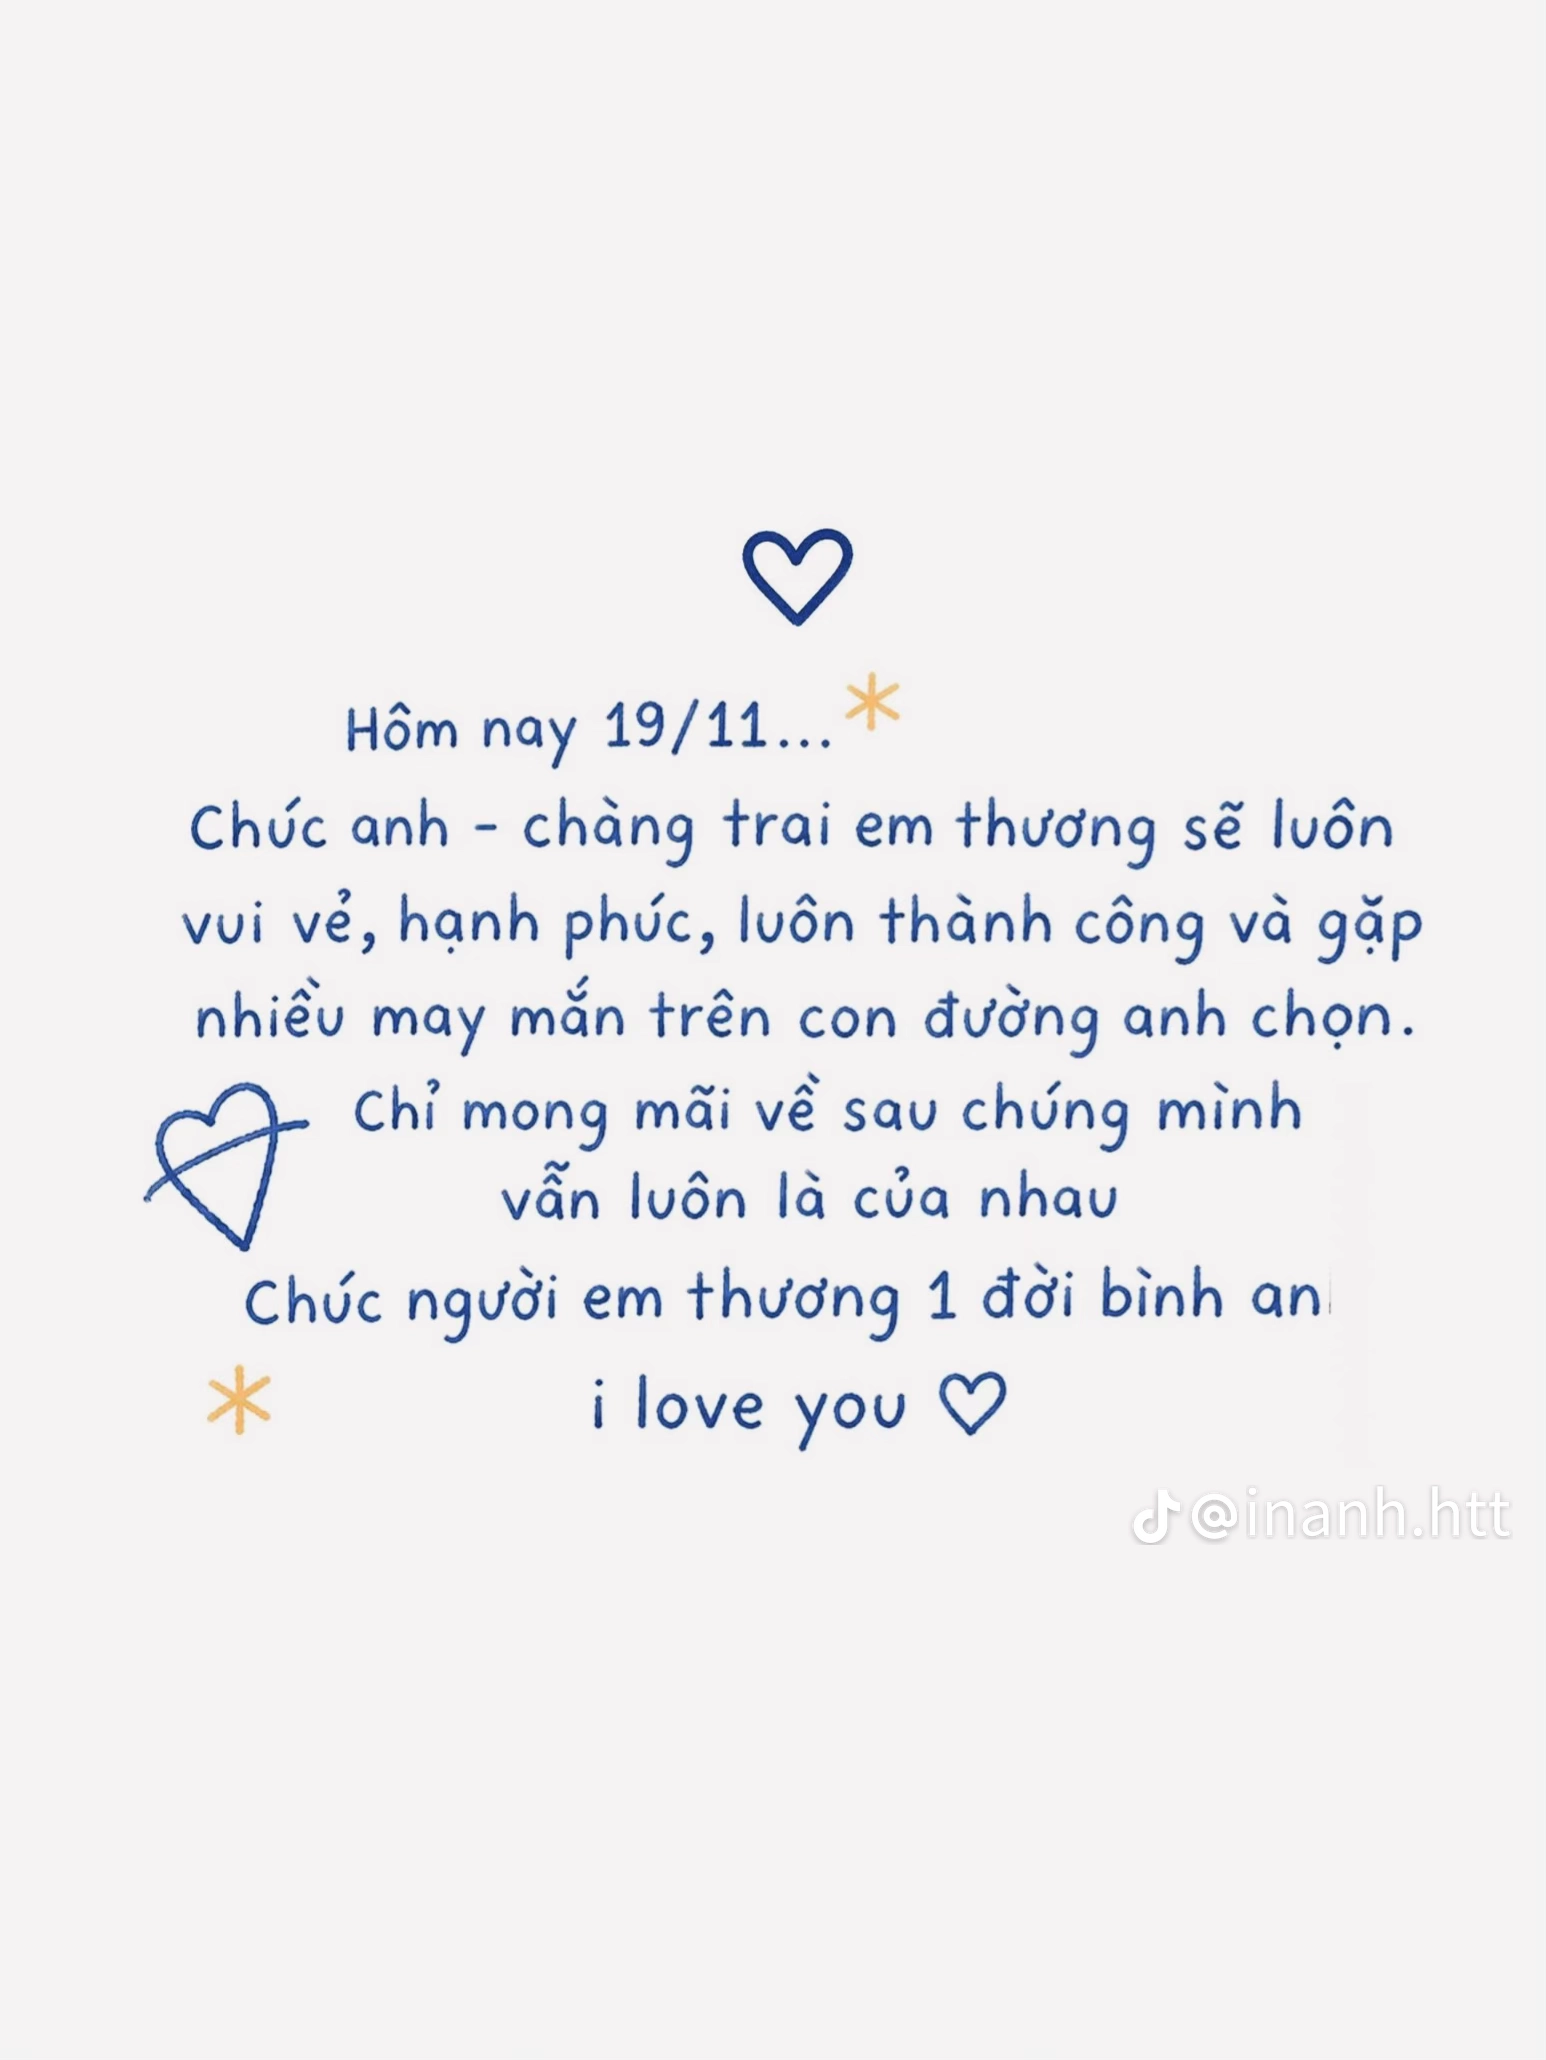 Hôm nay 19/11...
Chúc anh - chàng trai em thương sẽ luôn
vui vẻ, hạnh phúc, luôn thành công và gặp
nhiều may mắn trên con đường anh chọn.
Chỉ mong mãi về sau chúng mình
vẫn luôn là của nhau
Chúc người em thương 1 đời bình an
i love you
@inanh.htt